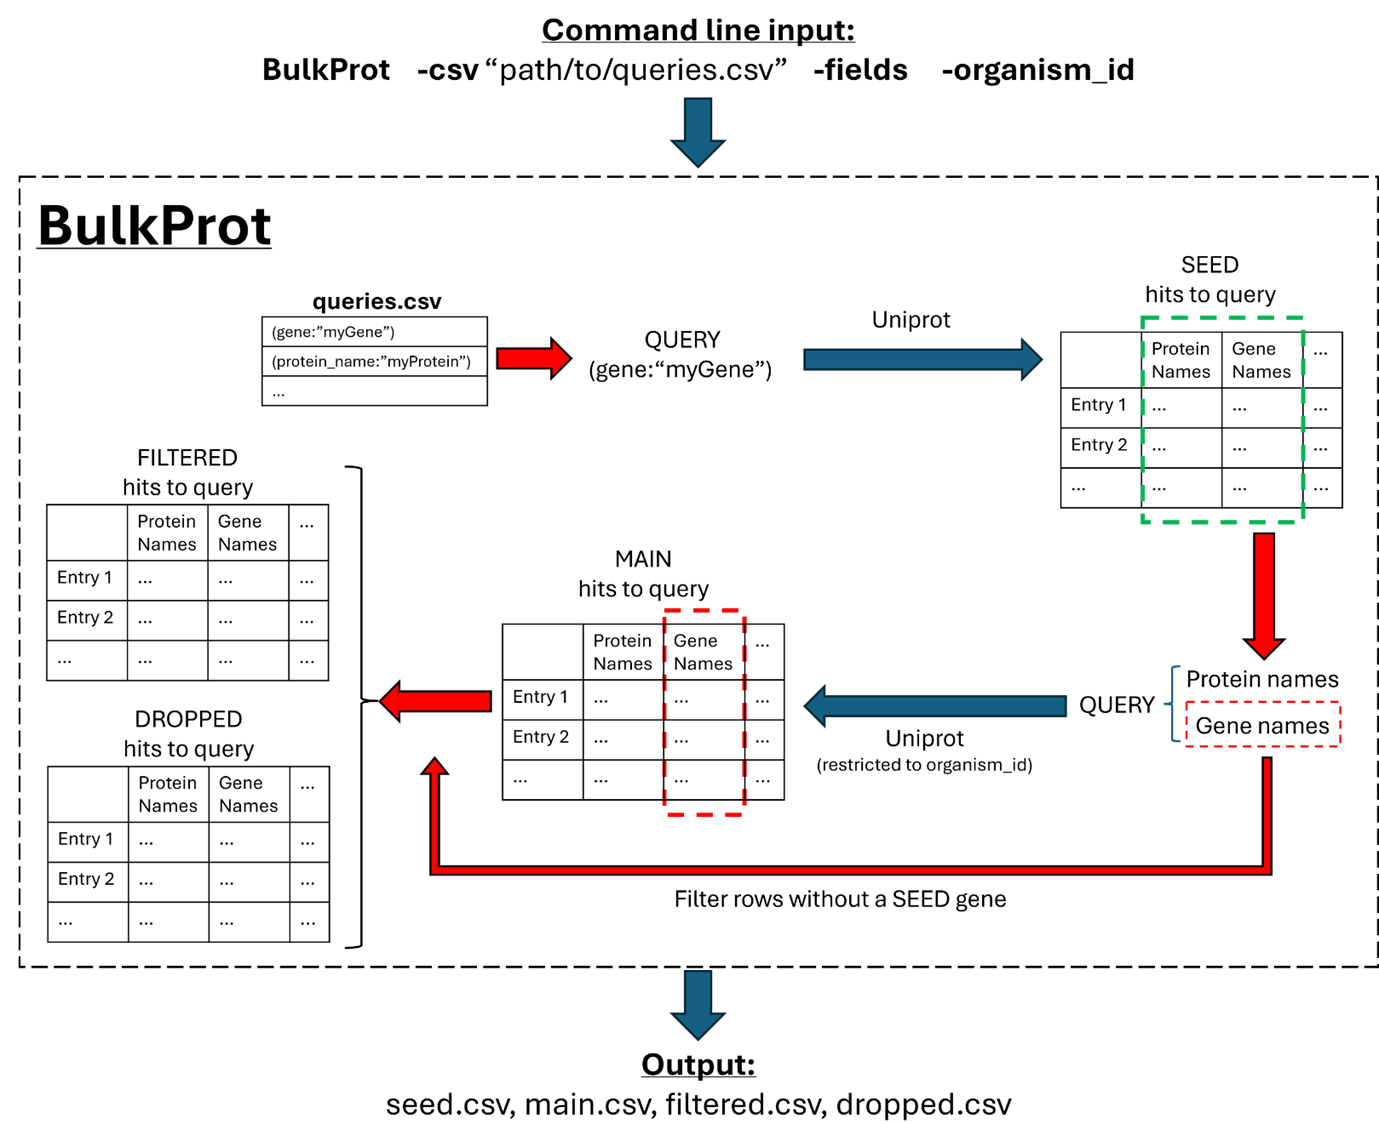 Command line input:
BulkProt -csv “path/to/queries.csv” -fields -organism_id
BulkProt
queries.csv
(gene:”myGene”)
(protein_name:”myProtein”)
...
QUERY
(gene:“myGene”)
Uniprot
SEED
hits to query
Protein Names Gene Names ...
Entry 1 ... ... ...
Entry 2 ... ... ...
... ... ... ...
Protein names
QUERY
Gene names
Uniprot
(restricted to organism_id)
MAIN
hits to query
Protein Names Gene Names ...
Entry 1 ... ... ...
Entry 2 ... ... ...
... ... ... ...
Filter rows without a SEED gene
FILTERED
hits to query
Protein Names Gene Names ...
Entry 1 ... ... ...
Entry 2 ... ... ...
... ... ... ...
DROPPED
hits to query
Protein Names Gene Names ...
Entry 1 ... ... ...
Entry 2 ... ... ...
... ... ... ...
Output:
seed.csv, main.csv, filtered.csv, dropped.csv